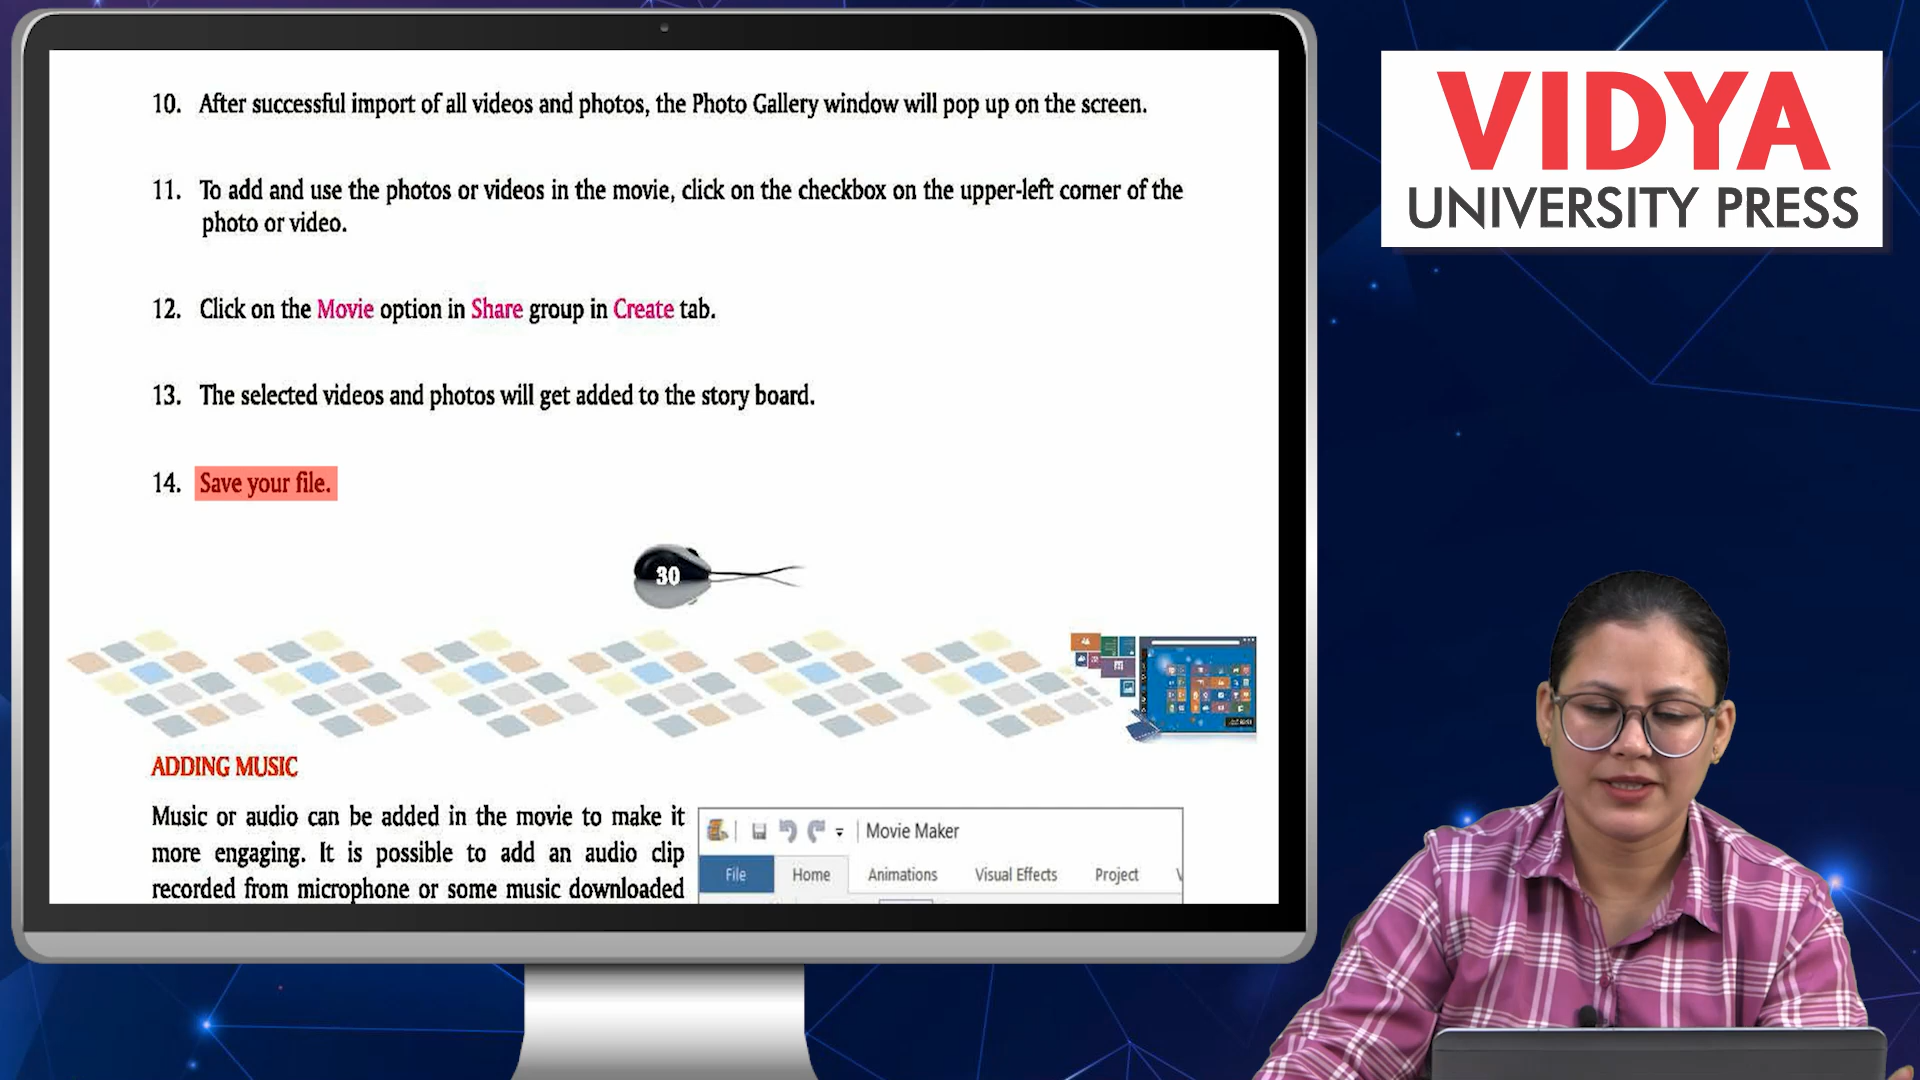 10. After successful import of all videos and photos, the Photo Gallery window will pop up on the screen.
11. To add and use the photos or videos in the movie, click on the checkbox on the upper-left corner of the
photo or video.
12. Click on the Movie option in Share group in Create tab.
13. The selected videos and photos will get added to the story board.
14. Save your file.
30
ADDING MUSIC
Music or audio can be added in the movie to make it
more engaging. It is possible to add an audio clip
recorded from microphone or some music downloaded
Movie Maker
File Home Animations Visual Effects Project
VIDYA
UNIVERSITY PRESS